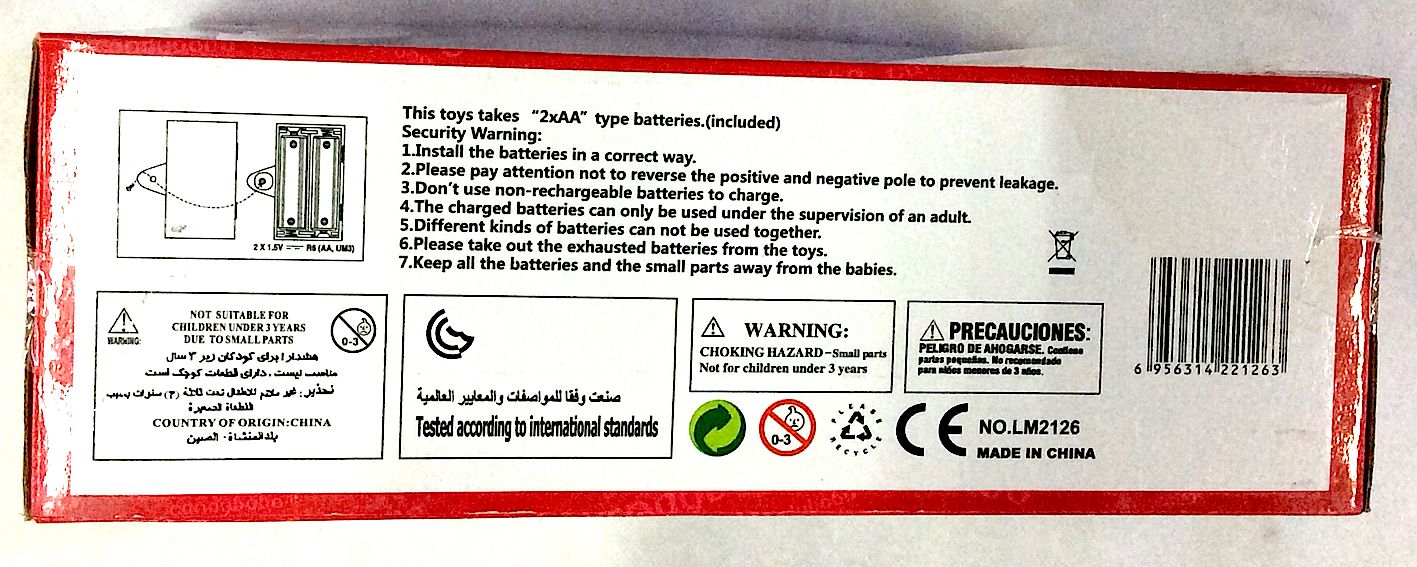 This toys takes “2xAA” type batteries.(included)
Security Warning:
1.Install the batteries in a correct way.
2.Please pay attention not to reverse the positive and negative pole to prevent leakage.
3.Don't use non-rechargeable batteries to charge.
4.The charged batteries can only be used under the supervision of an adult.
5.Different kinds of batteries can not be used together.
6.Please take out the exhausted batteries from the toys.
7.Keep all the batteries and the small parts away from the babies.
2 X 1.5V R6 (AA, UM3)
WARNING:
NOT SUITABLE FOR
CHILDREN UNDER 3 YEARS
DUE TO SMALL PARTS
0-3
هشدار ! برای کودکان زیر ۳ سال
مناسب نیست . دارای قطعات کوچک است
تحذير : غير ملائم للاطفال تحت ثلاثة (٣) سنوات بسبب
COUNTRY OF ORIGIN:CHINA
بلد المنشاة · الصين
صنعت وفقا للمواصفات والمعايير العالمية
Tested according to international standards
WARNING:
CHOKING HAZARD-Small parts
Not for children under 3 years
PRECAUCIONES:
PELIGRO DE AHOGARSE. Contiene
partes pequeñas. No recomendado
para niños menores de 3 años.
0-3
PLEASE
RECYCLE
CE
NO.LM2126
MADE IN CHINA
6 956314 221263